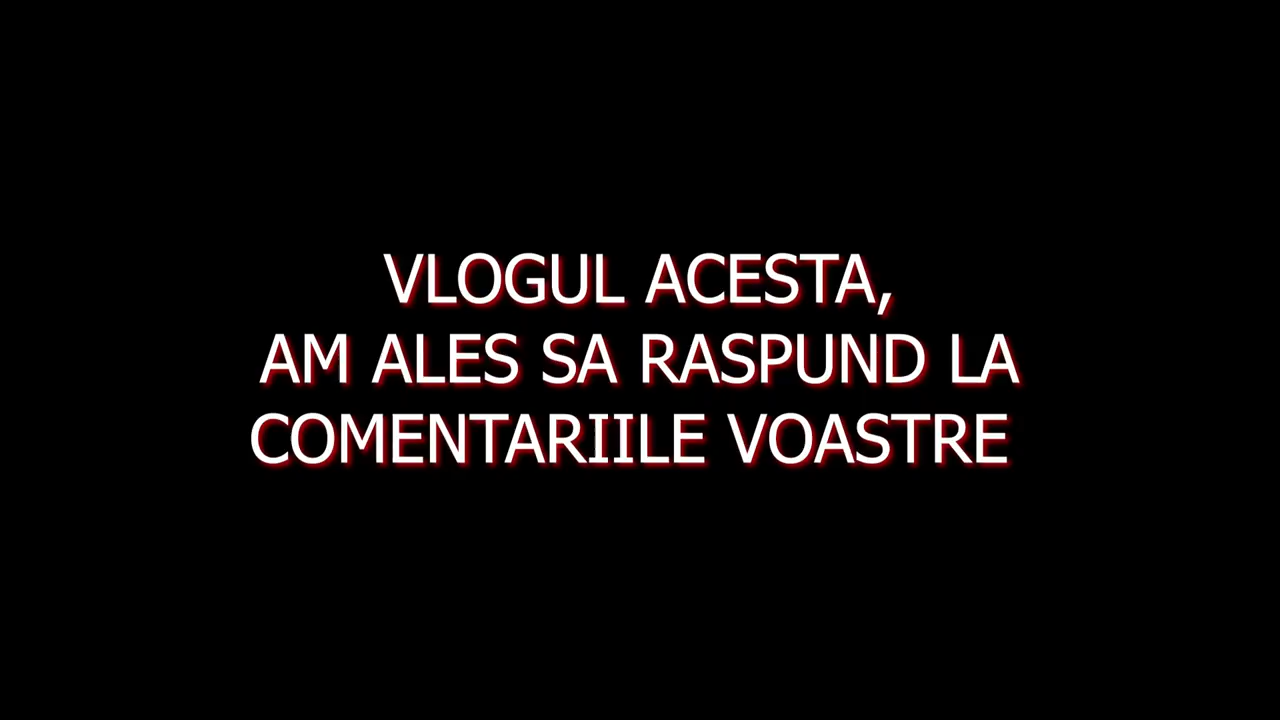 VLOGUL ACESTA,
AM ALES SA RASPUND LA
COMENTARIILE VOASTRE